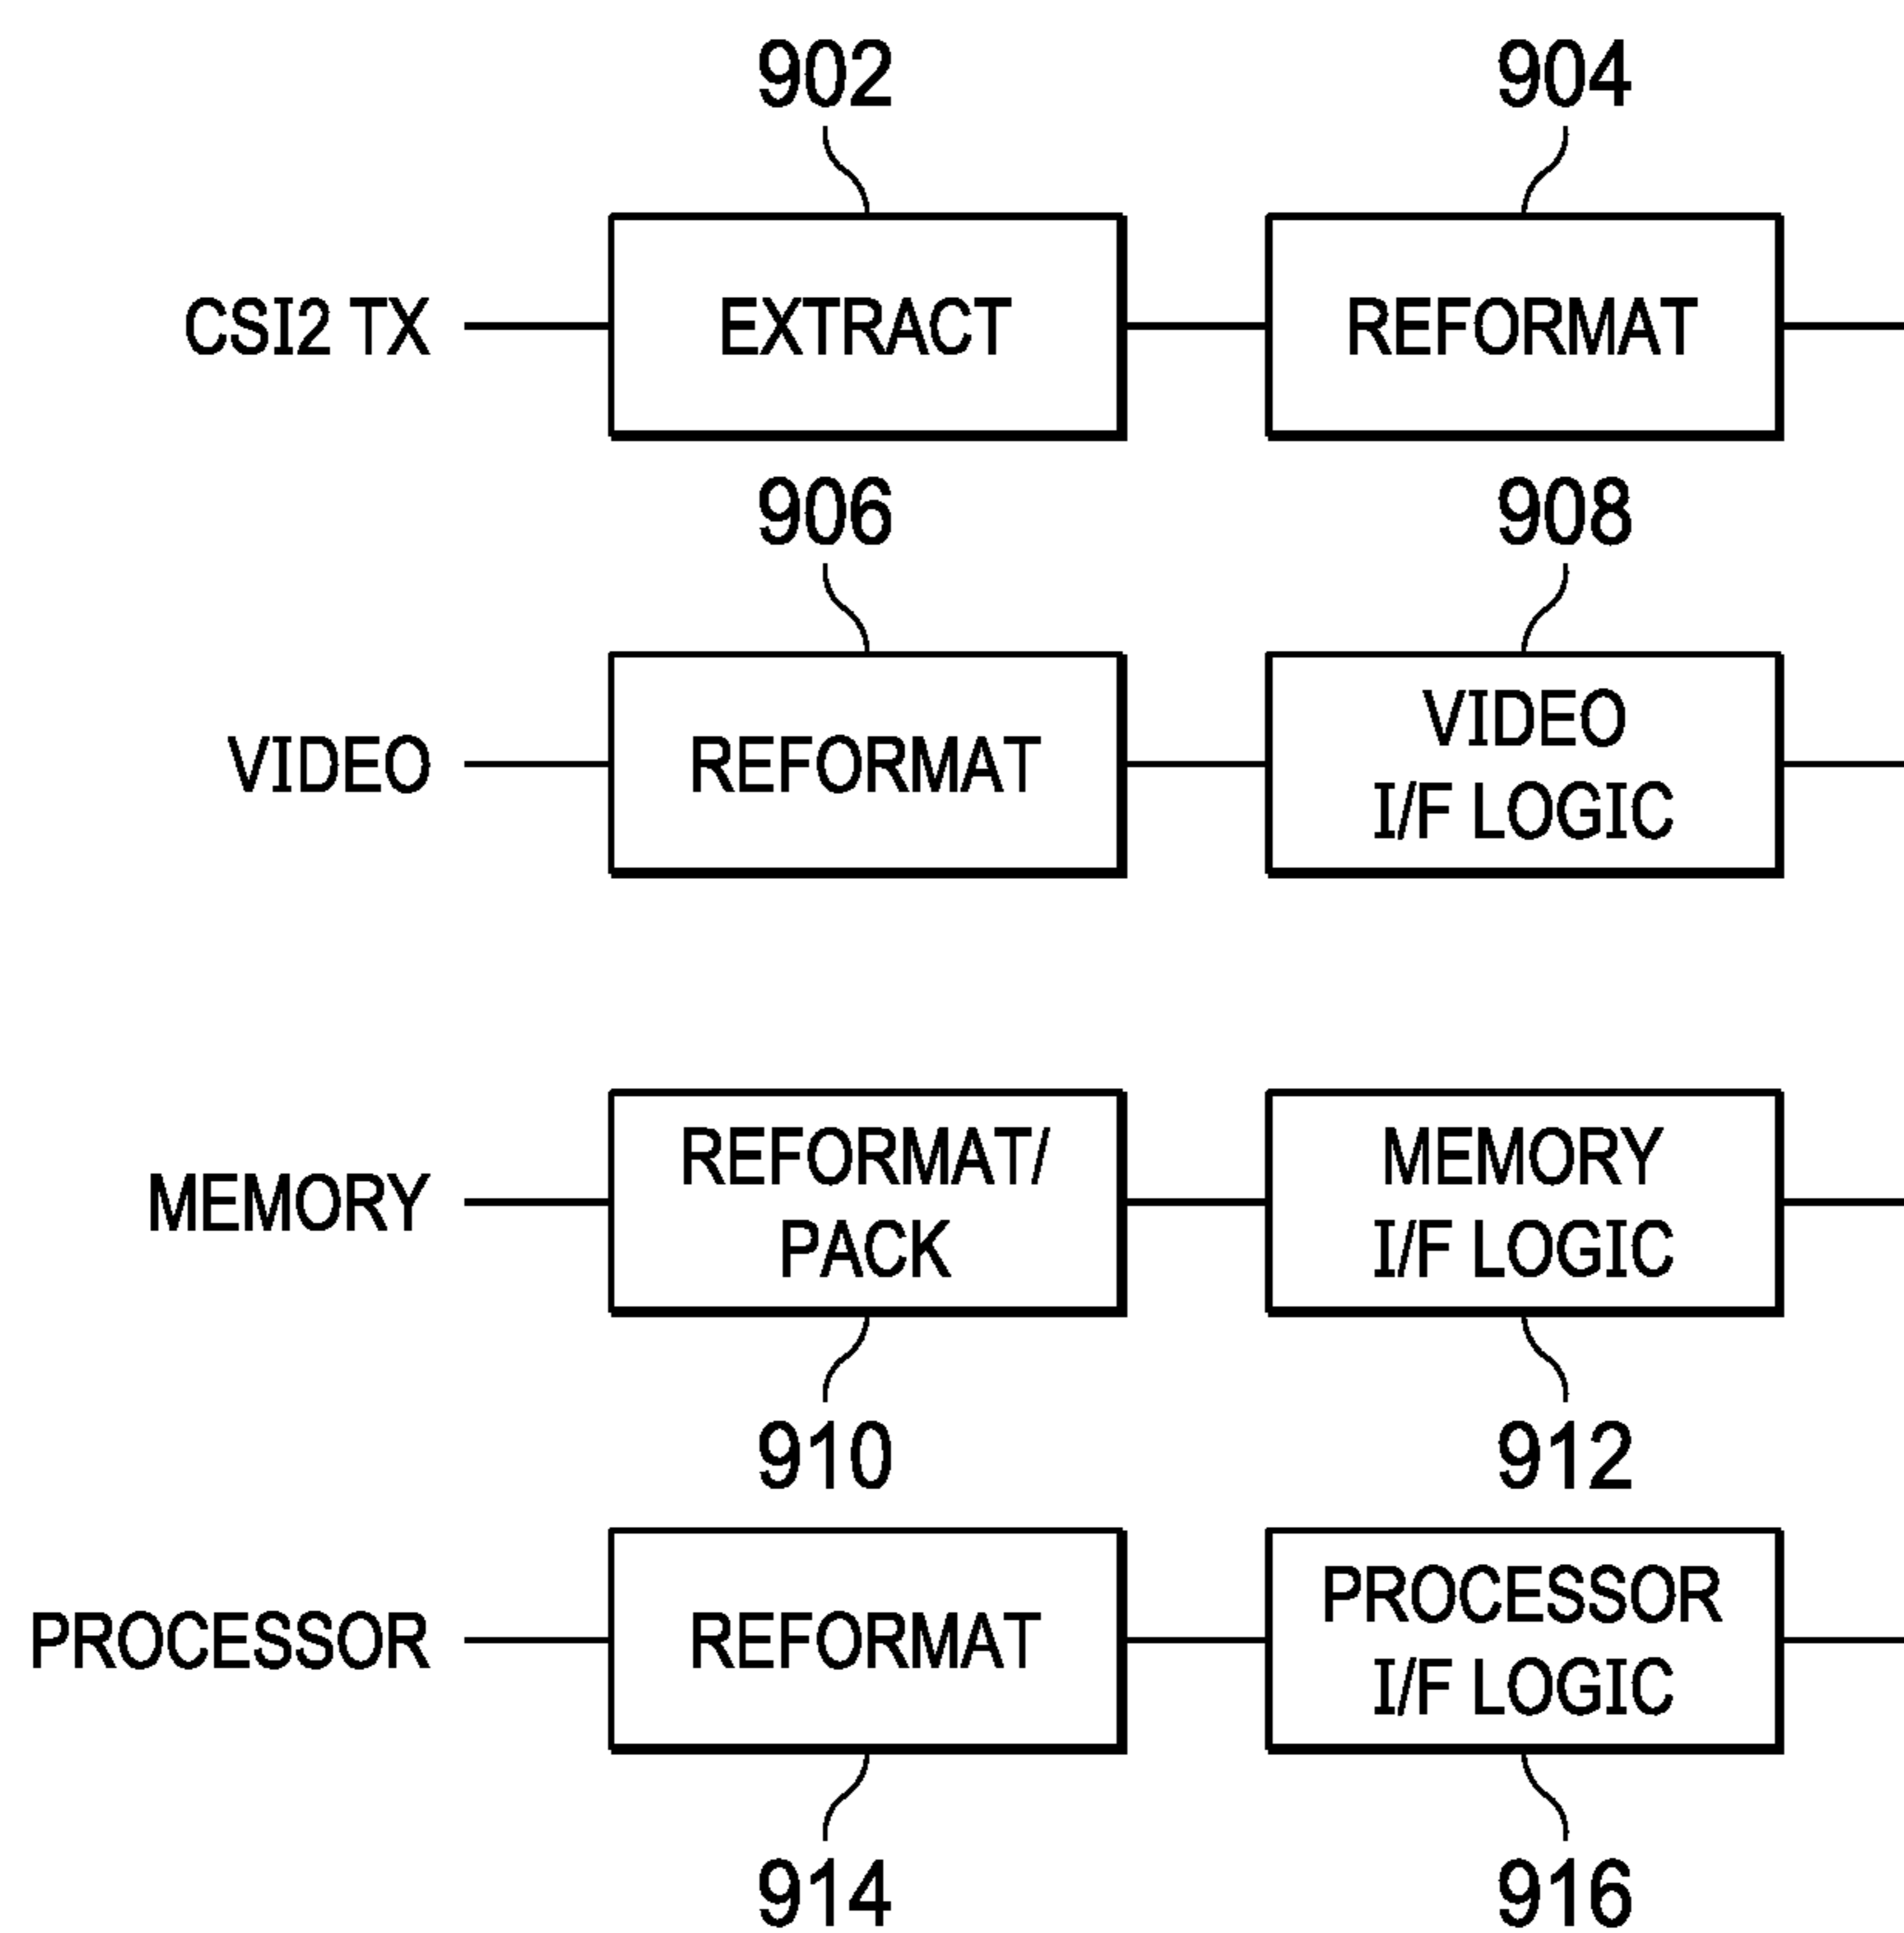 902
904
CSI2 TX
EXTRACT
REFORMAT
906
908
VIDEO
REFORMAT
VIDEO
I/F LOGIC
MEMORY
REFORMAT/
PACK
MEMORY
I/F LOGIC
910
912
PROCESSOR
REFORMAT
PROCESSOR
I/F LOGIC
914
916